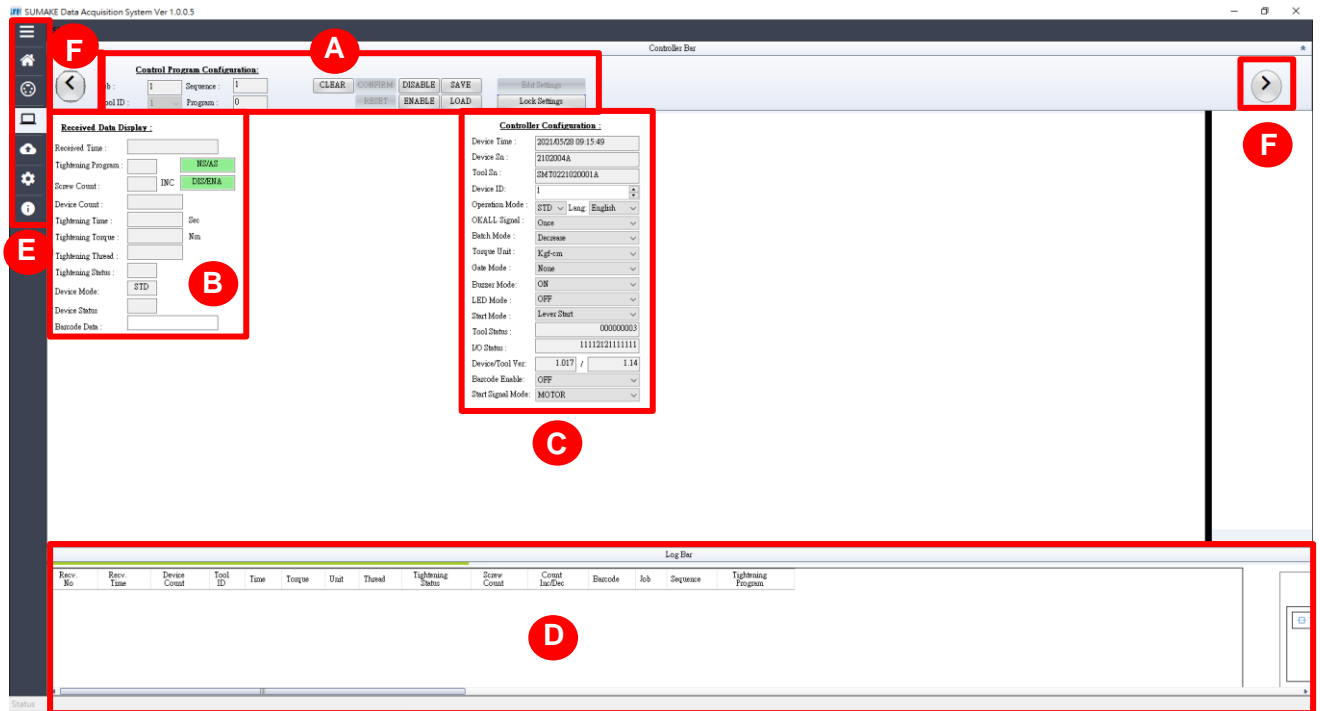 SUMAKE Data Acquisition System Ver 1.0.0.5
Controller Bar
F
A
Control Program Configuration:
Job : 1 Sequence : 1 CLEAR CONFIRM DISABLE SAVE Edit Settings
Tool ID : 1 Program : 0 RESET ENABLE LOAD Lock Settings
F
Received Data Display :
Received Time :
Tightening Program : NS/AS
Screw Count : INC DIS/ENA
Device Count :
Tightening Time : Sec
Tightening Torque : Nm
Tightening Thread :
Tightening Status :
Device Mode: STD
Device Status
Barcode Data :
B
E
Controller Configuration :
Device Time : 2021/05/28 09:15:49
Device Sn : 2102004A
Tool Sn : SMT0221020001A
Device ID: 1
Operation Mode : STD Lang: English
OKALL Signal : Once
Batch Mode : Decrease
Torque Unit : Kgf-cm
Gate Mode : None
Buzzer Mode: ON
LED Mode : OFF
Start Mode : Lever Start
Tool Status : 000000003
I/O Status : 11112121111111
Device/Tool Ver: 1.017 / 1.14
Barcode Enable: OFF
Start Signal Mode: MOTOR
C
Log Bar
Recv. No Recv. Time Device Count Tool ID Time Torque Unit Thread Tightening Status Screw Count Count Inc/Dec Barcode Job Sequence Tightening Program
D
Status